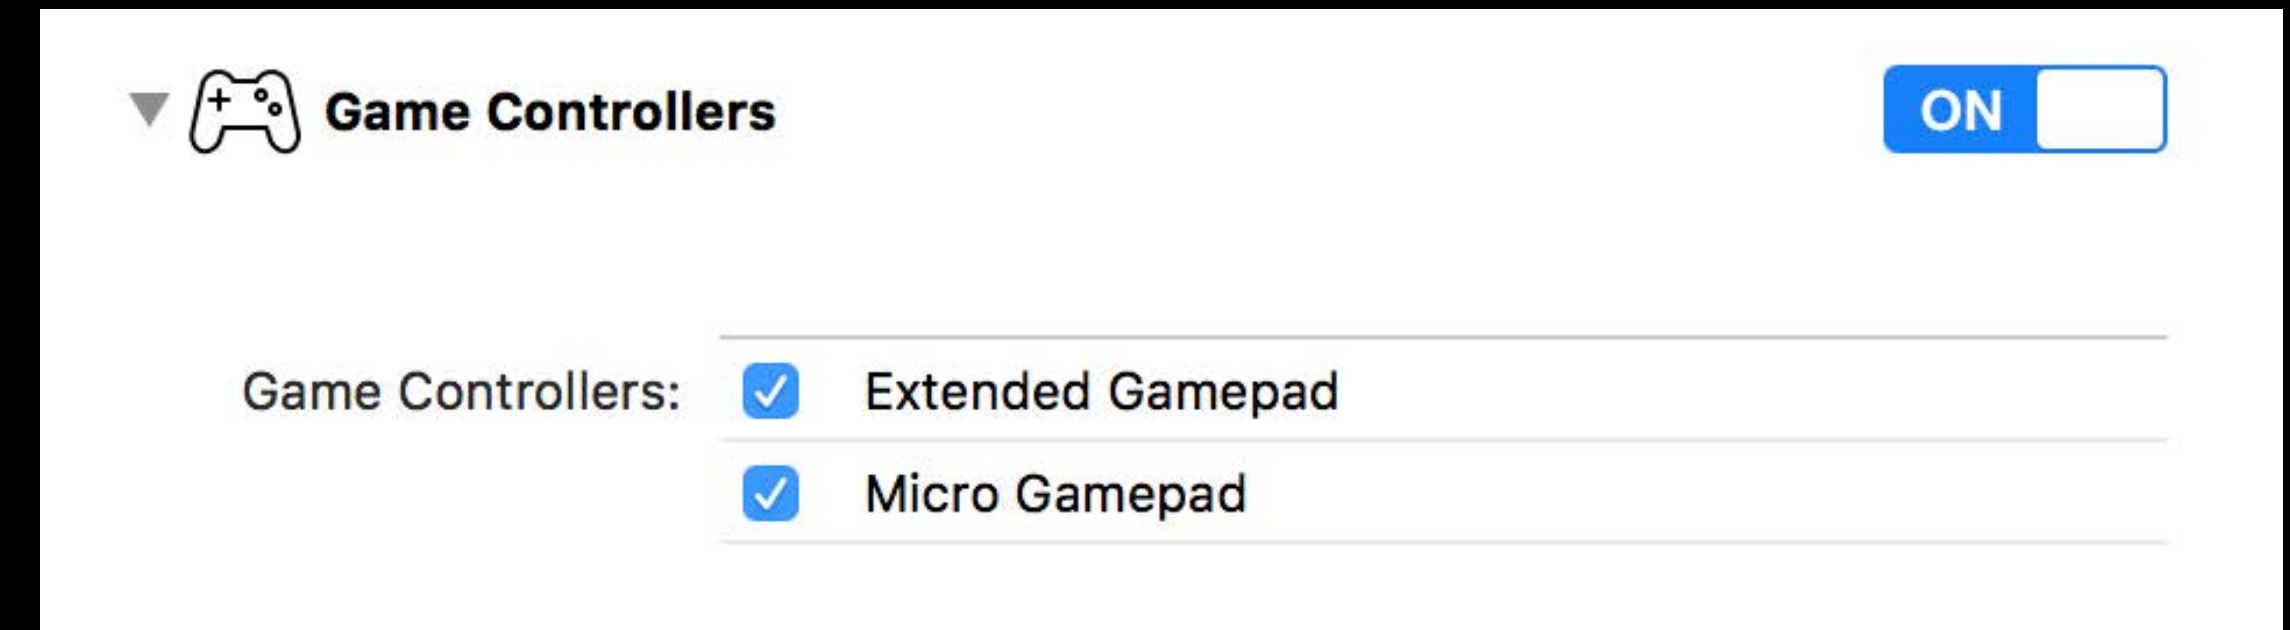 Game Controllers
ON
Game Controllers:
Extended Gamepad
Micro Gamepad